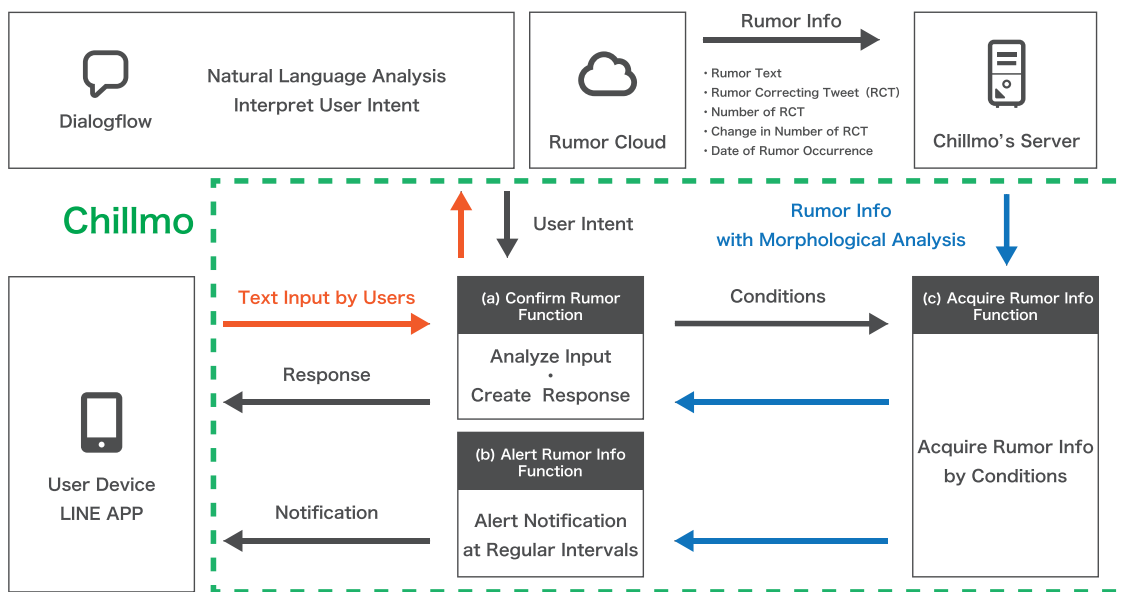 Dialogflow
Natural Language Analysis
Interpret User Intent
Rumor Cloud
Rumor Info
・Rumor Text
・Rumor Correcting Tweet（RCT）
・Number of RCT
・Change in Number of RCT
・Date of Rumor Occurrence
Chillmo's Server
Chillmo
User Intent
Rumor Info
with Morphological Analysis
Text Input by Users
(a) Confirm Rumor
Function
Analyze Input
・
Create Response
Conditions
(c) Acquire Rumor Info
Function
Response
User Device
LINE APP
(b) Alert Rumor Info
Function
Alert Notification
at Regular Intervals
Notification
Acquire Rumor Info
by Conditions